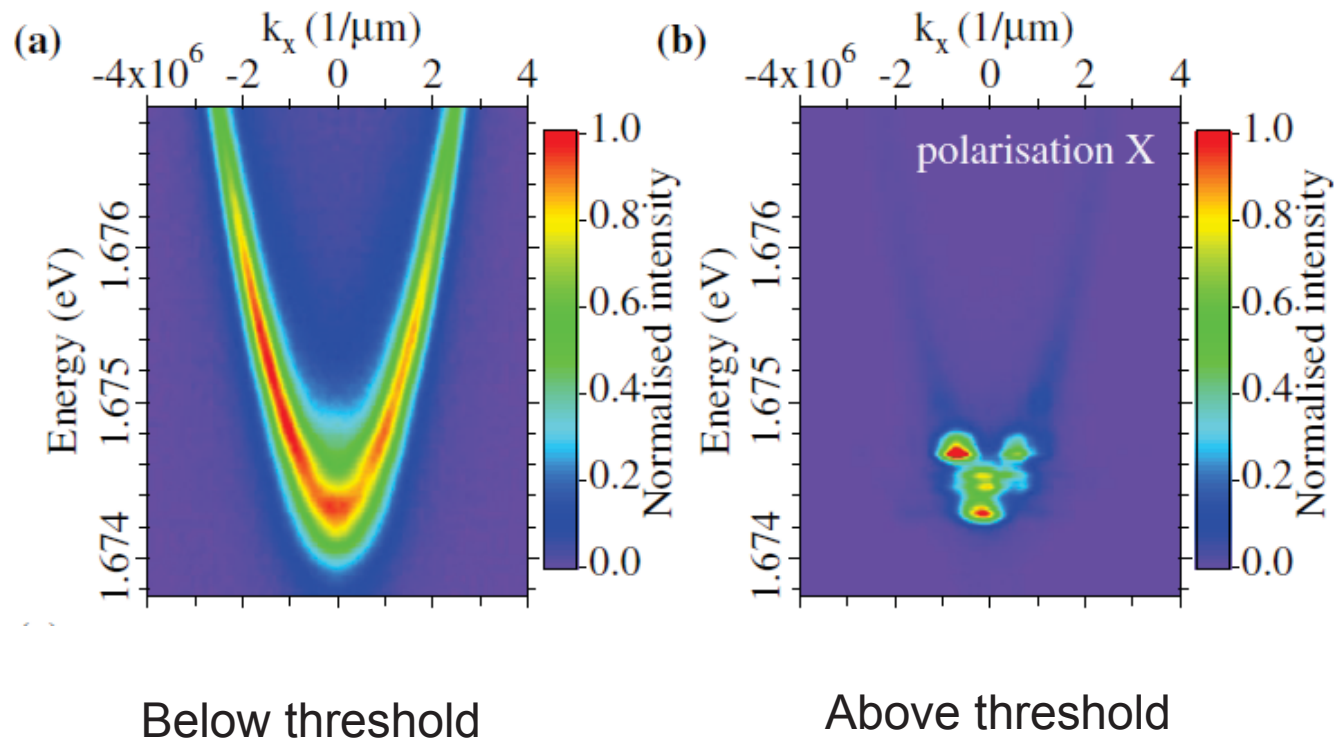 (a)
k_x (1/μm)
-4x10^6 -2 0 2 4
Energy (eV)
1.676
1.675
1.674
1.0
0.8
0.6
0.4
0.2
0.0
Normalised intensity
Below threshold
(b)
k_x (1/μm)
-4x10^6 -2 0 2 4
polarisation X
Energy (eV)
1.676
1.675
1.674
1.0
0.8
0.6
0.4
0.2
0.0
Normalised intensity
Above threshold